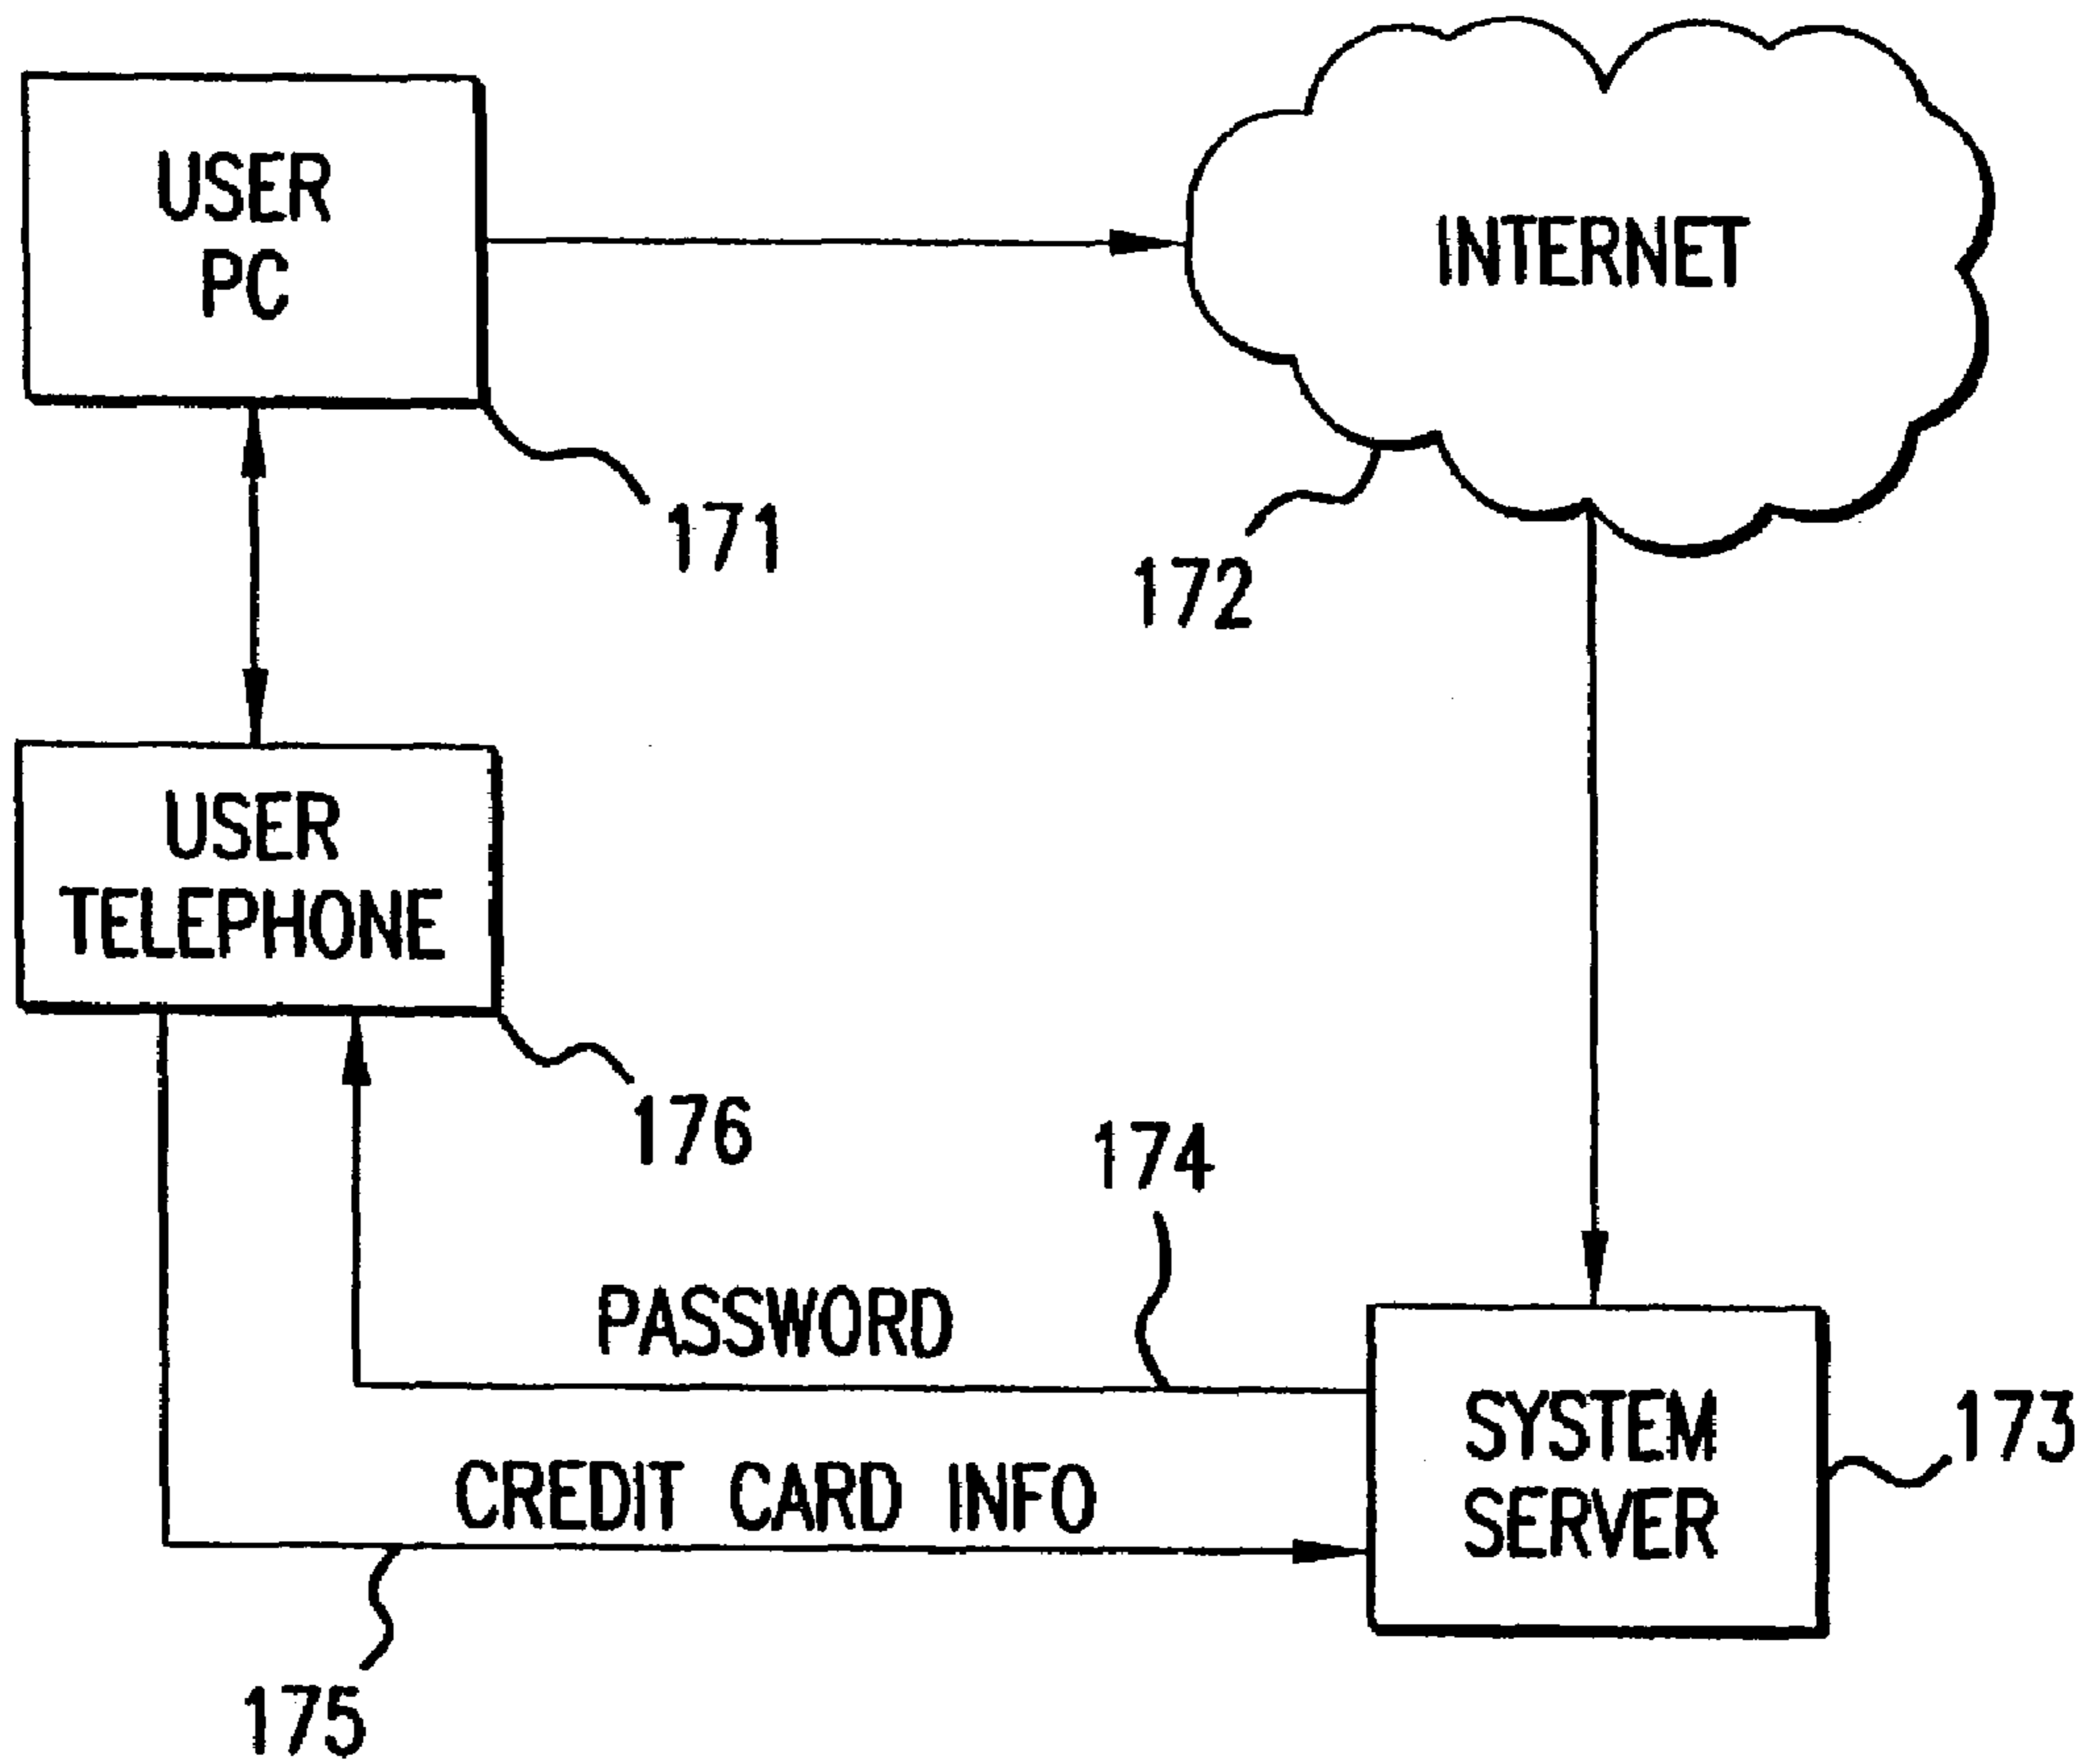 USER
PC
INTERNET
171
172
USER
TELEPHONE
176
174
PASSWORD
SYSTEM
SERVER
173
CREDIT CARD INFO
175